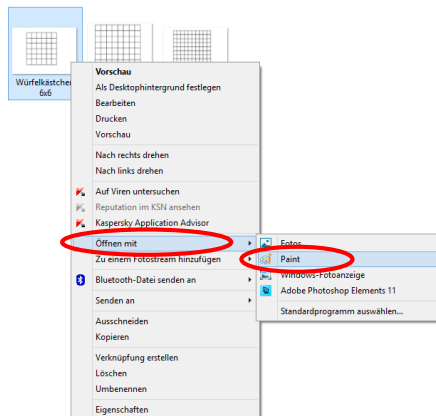 Würfelkästchen
6x6
Vorschau
Als Desktophintergrund festlegen
Bearbeiten
Drucken
Vorschau
Nach rechts drehen
Nach links drehen
Auf Viren untersuchen
Reputation im KSN ansehen
Kaspersky Application Advisor
Öffnen mit
Zu einem Fotostream hinzufügen
Bluetooth-Datei senden an
Senden an
Ausschneiden
Kopieren
Verknüpfung erstellen
Löschen
Umbenennen
Eigenschaften
Fotos
Paint
Windows-Fotoanzeige
Adobe Photoshop Elements 11
Standardprogramm auswählen...